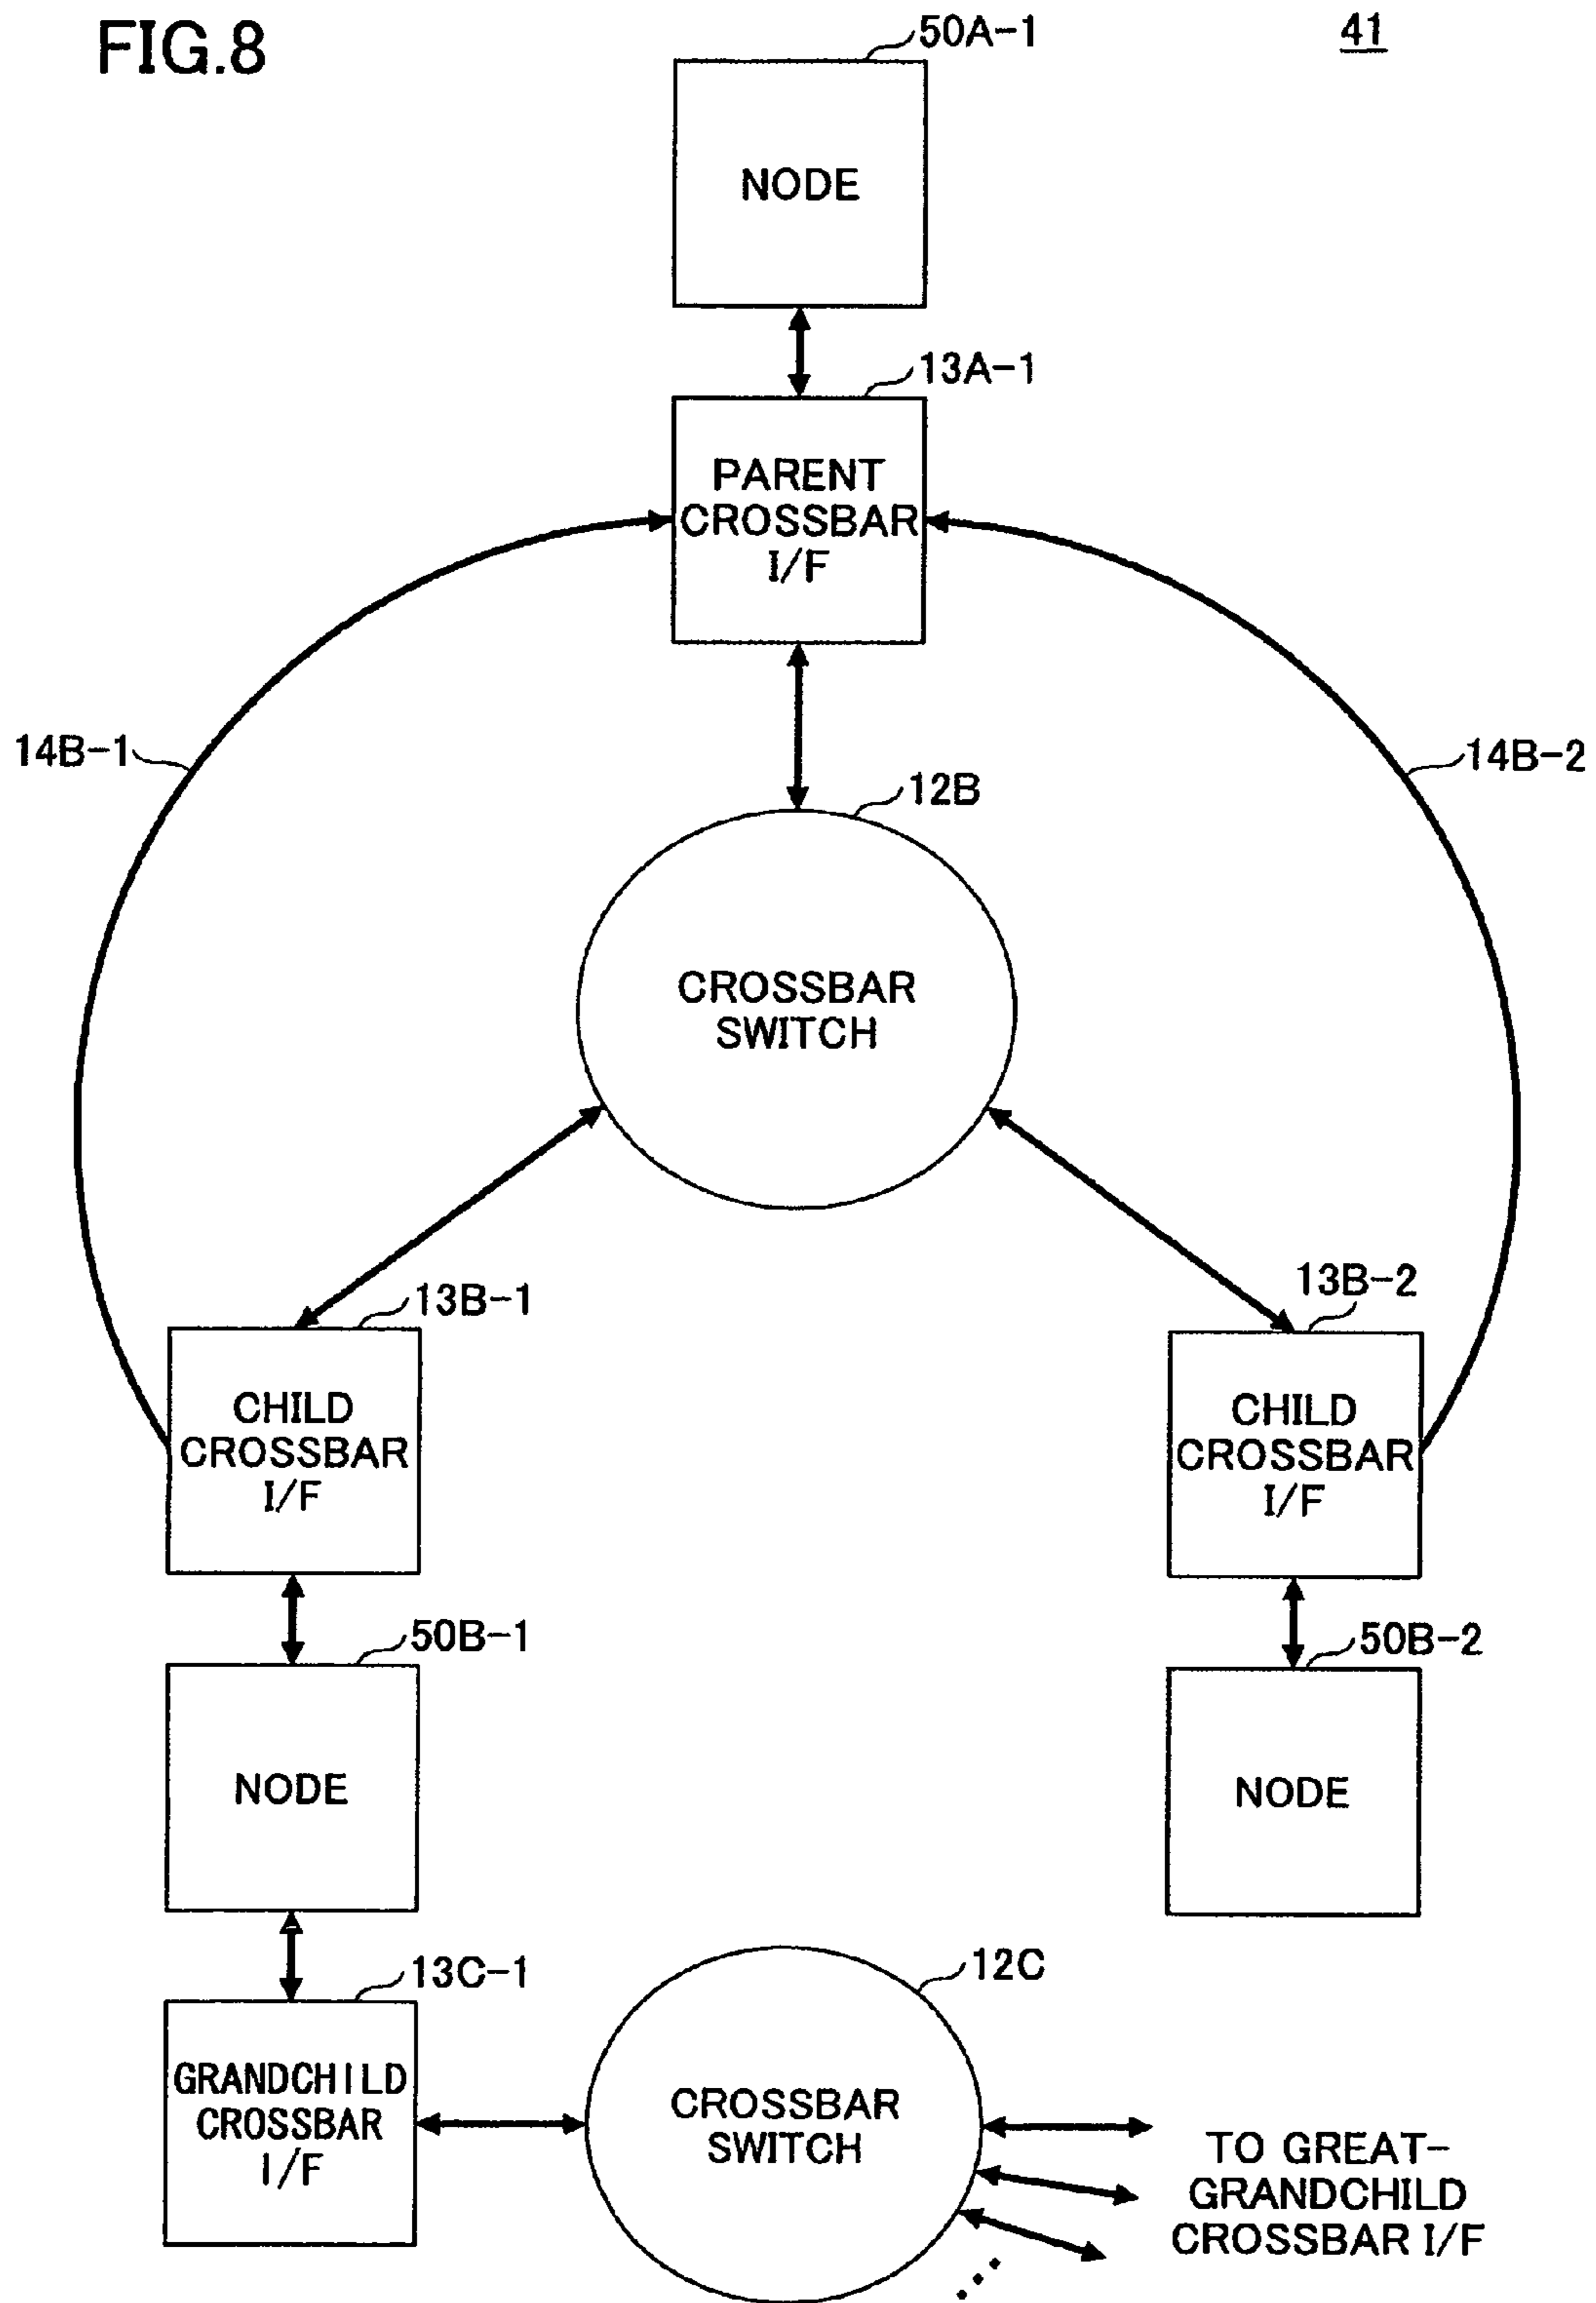 FIG.8
50A-1
41
NODE
13A-1
PARENT
CROSSBAR
I/F
14B-1
14B-2
12B
CROSSBAR
SWITCH
13B-1
13B-2
CHILD
CROSSBAR
I/F
CHILD
CROSSBAR
I/F
50B-1
50B-2
NODE
NODE
13C-1
12C
GRANDCHILD
CROSSBAR
I/F
CROSSBAR
SWITCH
TO GREAT-
GRANDCHILD
CROSSBAR I/F